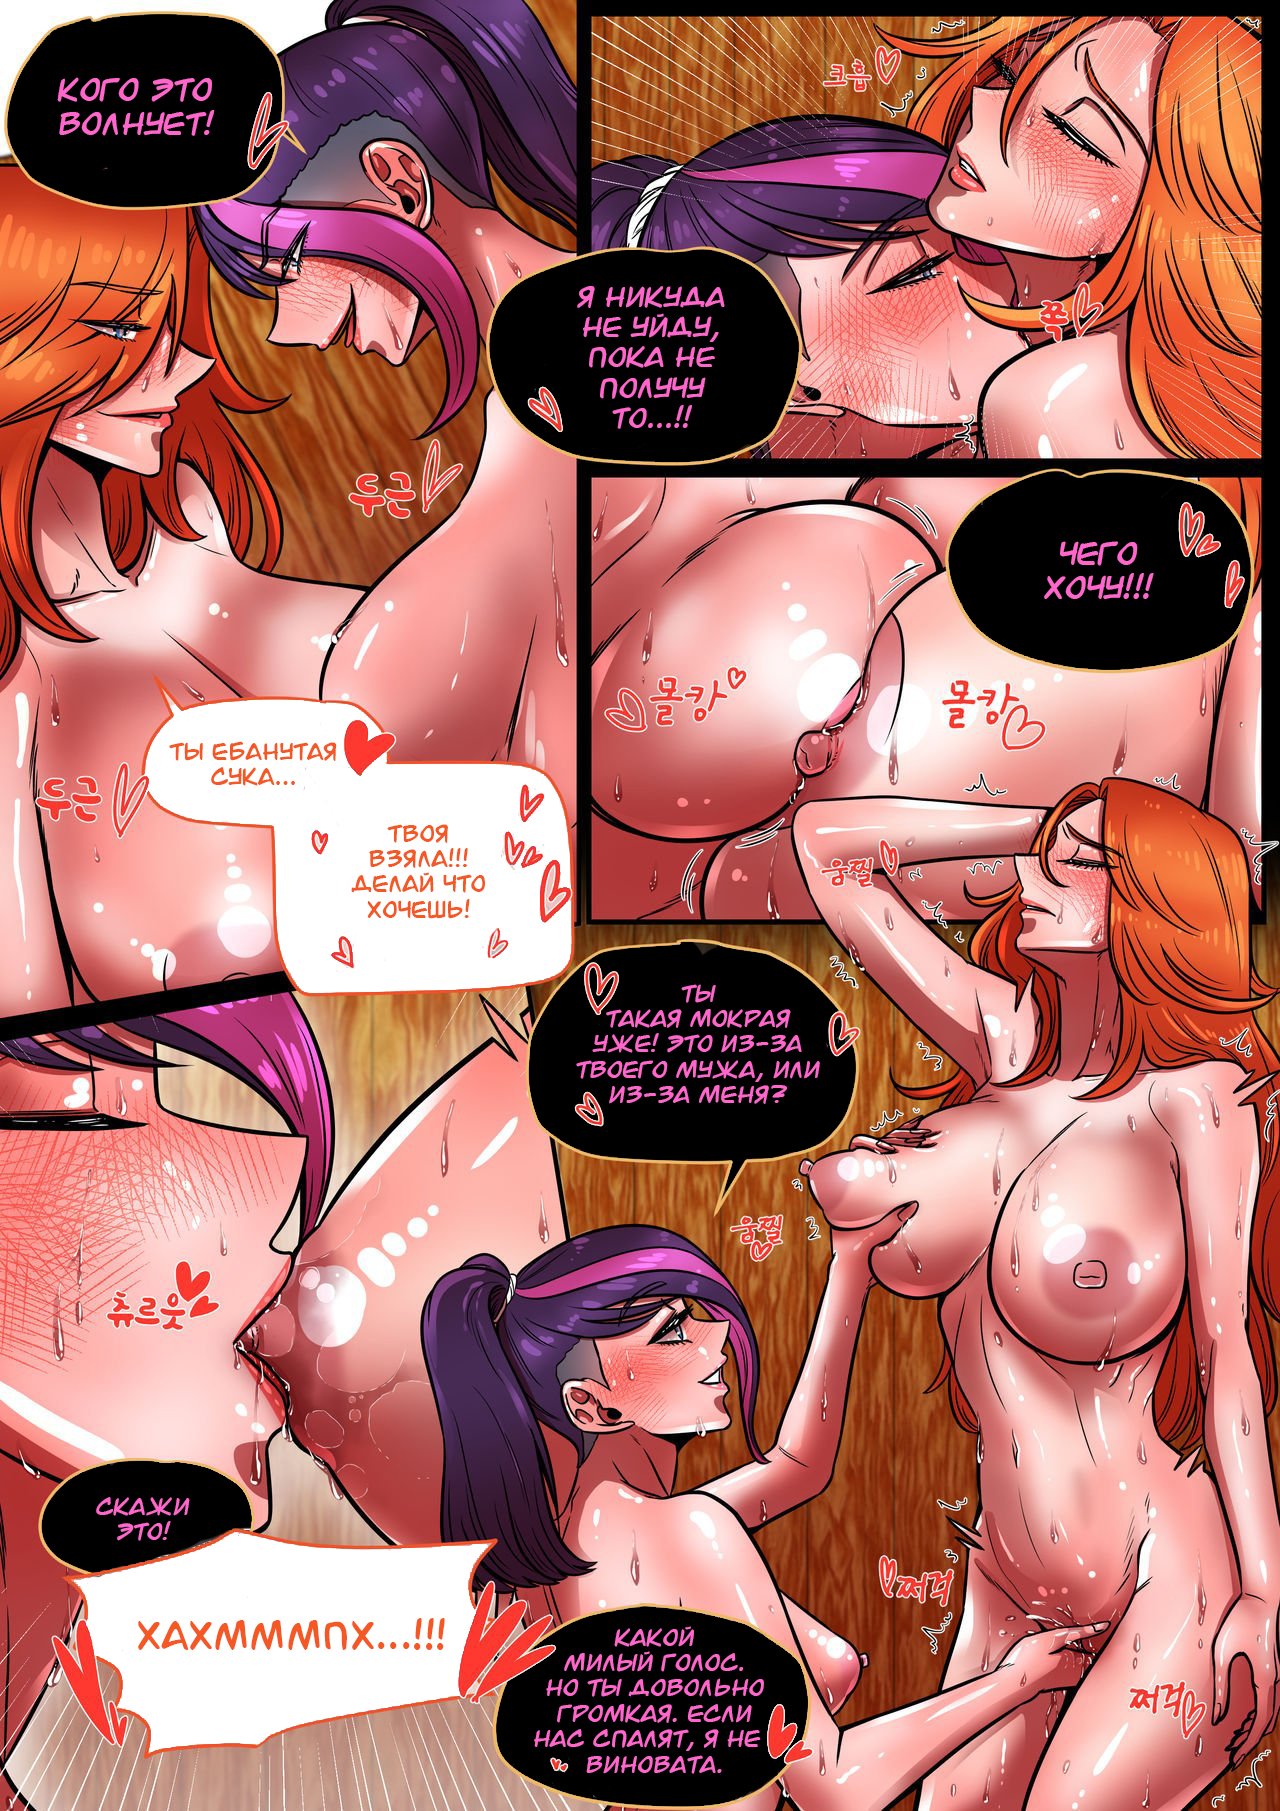 КОГО ЭТО
ВОЛНУЕТ!
두근
ТЫ ЕБАНУТАЯ
СУКА...
두근
ТВОЯ
ВЗЯЛА!!!
ДЕЛАЙ ЧТО
ХОЧЕШЬ!
크흡
Я НИКУДА
НЕ УЙДУ,
ПОКА НЕ
ПОЛУЧУ
ТО...!!
쪽
ЧЕГО
ХОЧУ!!!
몰캉
몰캉
움찔
ТЫ
ТАКАЯ МОКРАЯ
УЖЕ! ЭТО ИЗ-ЗА
ТВОЕГО МУЖА, ИЛИ
ИЗ-ЗА МЕНЯ?
움찔
츄르읏
СКАЖИ
ЭТО!
ХАХМММПХ...!!!
쩌걱
КАКОЙ
МИЛЫЙ ГОЛОС.
НО ТЫ ДОВОЛЬНО
ГРОМКАЯ. ЕСЛИ
НАС СПАЛЯТ, Я НЕ
ВИНОВАТА.
쩌걱